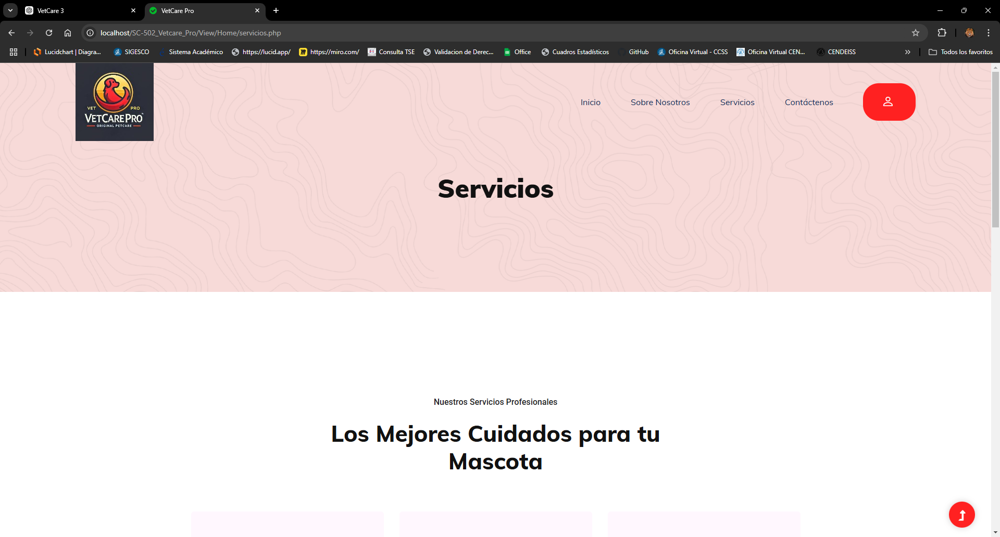 VetCare 3
VetCare Pro
localhost/SC-502_Vetcare_Pro/View/Home/servicios.php
Lucidchart | Diagra...
SIGESCO
Sistema Académico
https://lucid.app/
https://miro.com/
Consulta TSE
Validacion de Derec...
Office
Cuadros Estadísticos
GitHub
Oficina Virtual - CCSS
Oficina Virtual CEN...
CENDEISS
Todos los favoritos
VET PRO
VETCARE PRO
ORIGINAL PETCARE
Inicio
Sobre Nosotros
Servicios
Contáctenos
Servicios
Nuestros Servicios Profesionales
Los Mejores Cuidados para tu
Mascota